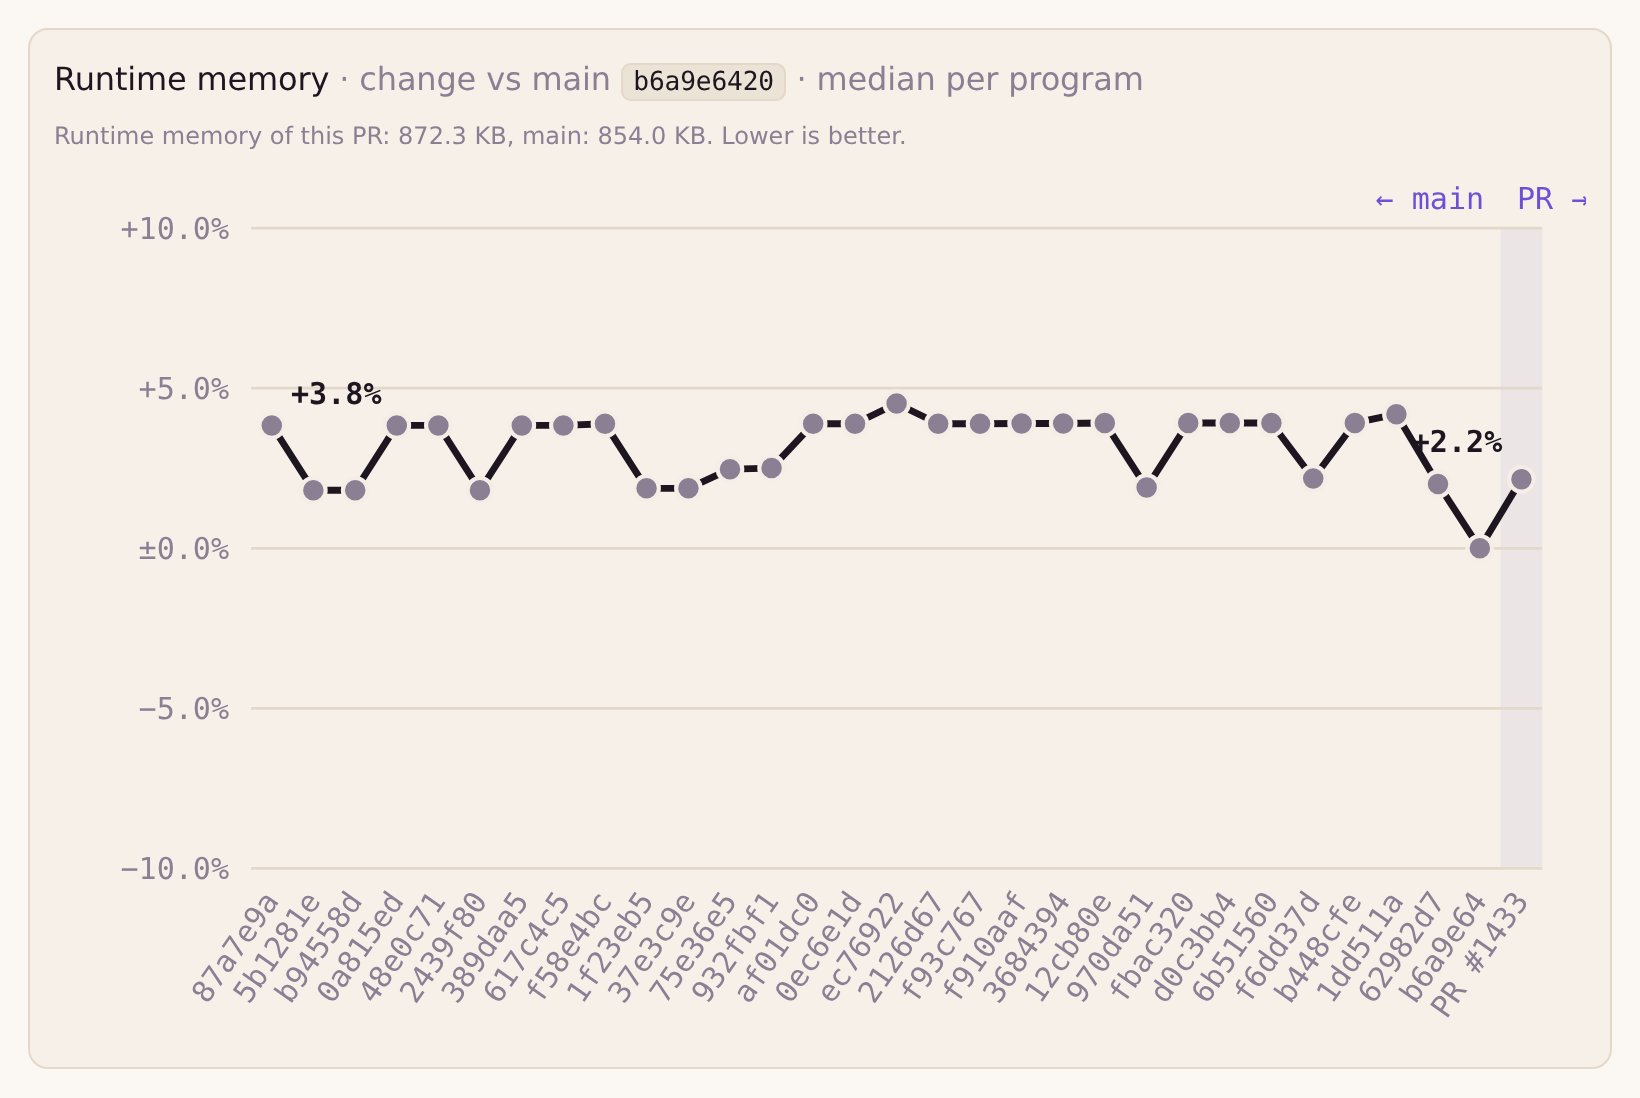 Runtime memory · change vs main b6a9e6420 · median per program
Runtime memory of this PR: 872.3 KB, main: 854.0 KB. Lower is better.
← main PR →
+10.0%
+5.0%
±0.0%
−5.0%
−10.0%
+3.8%
+2.2%
87a7e9a
5b1281e
b94558d
0a815ed
48e0c71
2439f80
389daa5
617c4c5
f58e4bc
1f23eb5
37e3c9e
75e36e5
932fbf1
af01dc0
0ec6e1d
ec76922
2126d67
f93c767
f910aaf
3684394
12cb80e
970da51
fbac320
d0c3bb4
6b51560
f6dd37d
b448cfe
1dd511a
62982d7
b6a9e64
PR #1433